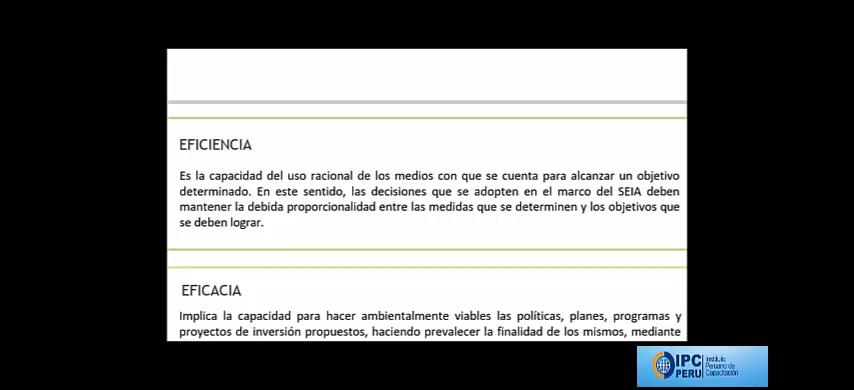 EFICIENCIA
Es la capacidad del uso racional de los medios con que se cuenta para alcanzar un objetivo
determinado. En este sentido, las decisiones que se adopten en el marco del SEIA deben
mantener la debida proporcionalidad entre las medidas que se determinen y los objetivos que
se deben lograr.
EFICACIA
Implica la capacidad para hacer ambientalmente viables las políticas, planes, programas y
proyectos de inversión propuestos, haciendo prevalecer la finalidad de los mismos, mediante
IPC
PERU
Instituto
Peruano de
Capacitación